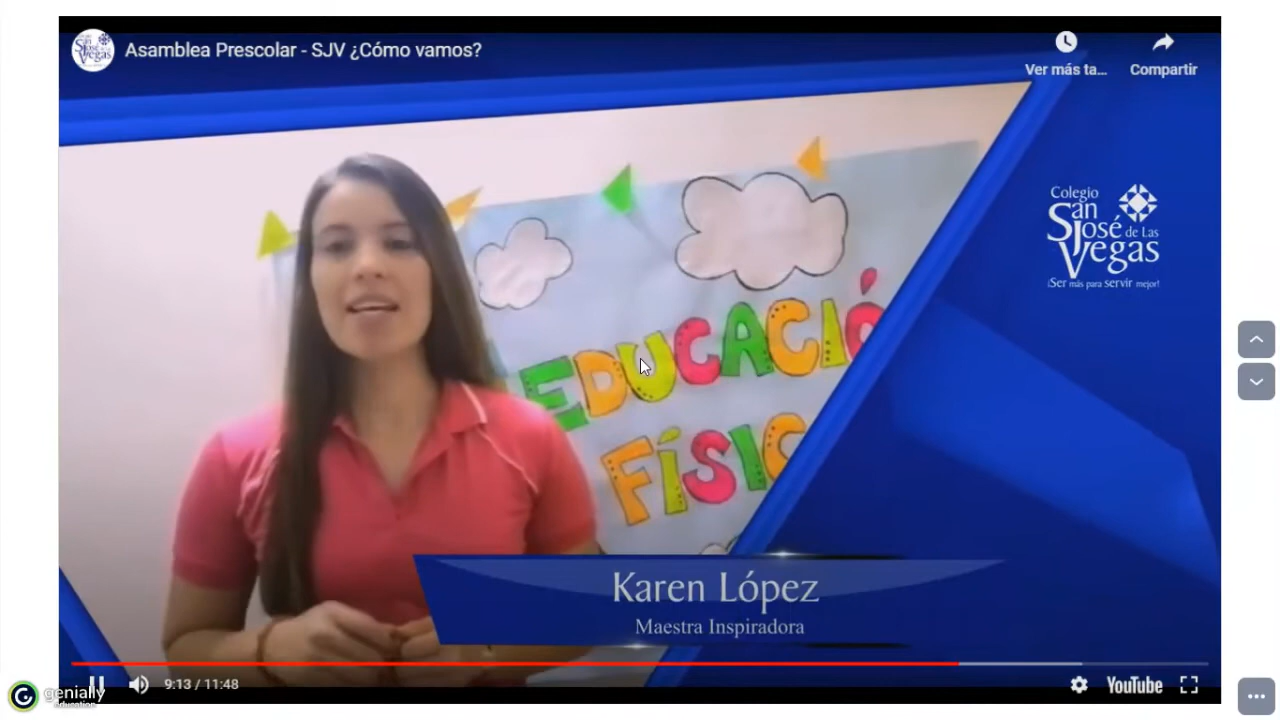 Asamblea Prescolar - SJV ¿Cómo vamos?
Ver más ta...
Compartir
Colegio
San
José de Las
Vegas
¡Ser más para servir mejor!
EDUCACIÓ
FÍSIC
Karen López
Maestra Inspiradora
9:13 / 11:48
YouTube
genially
education